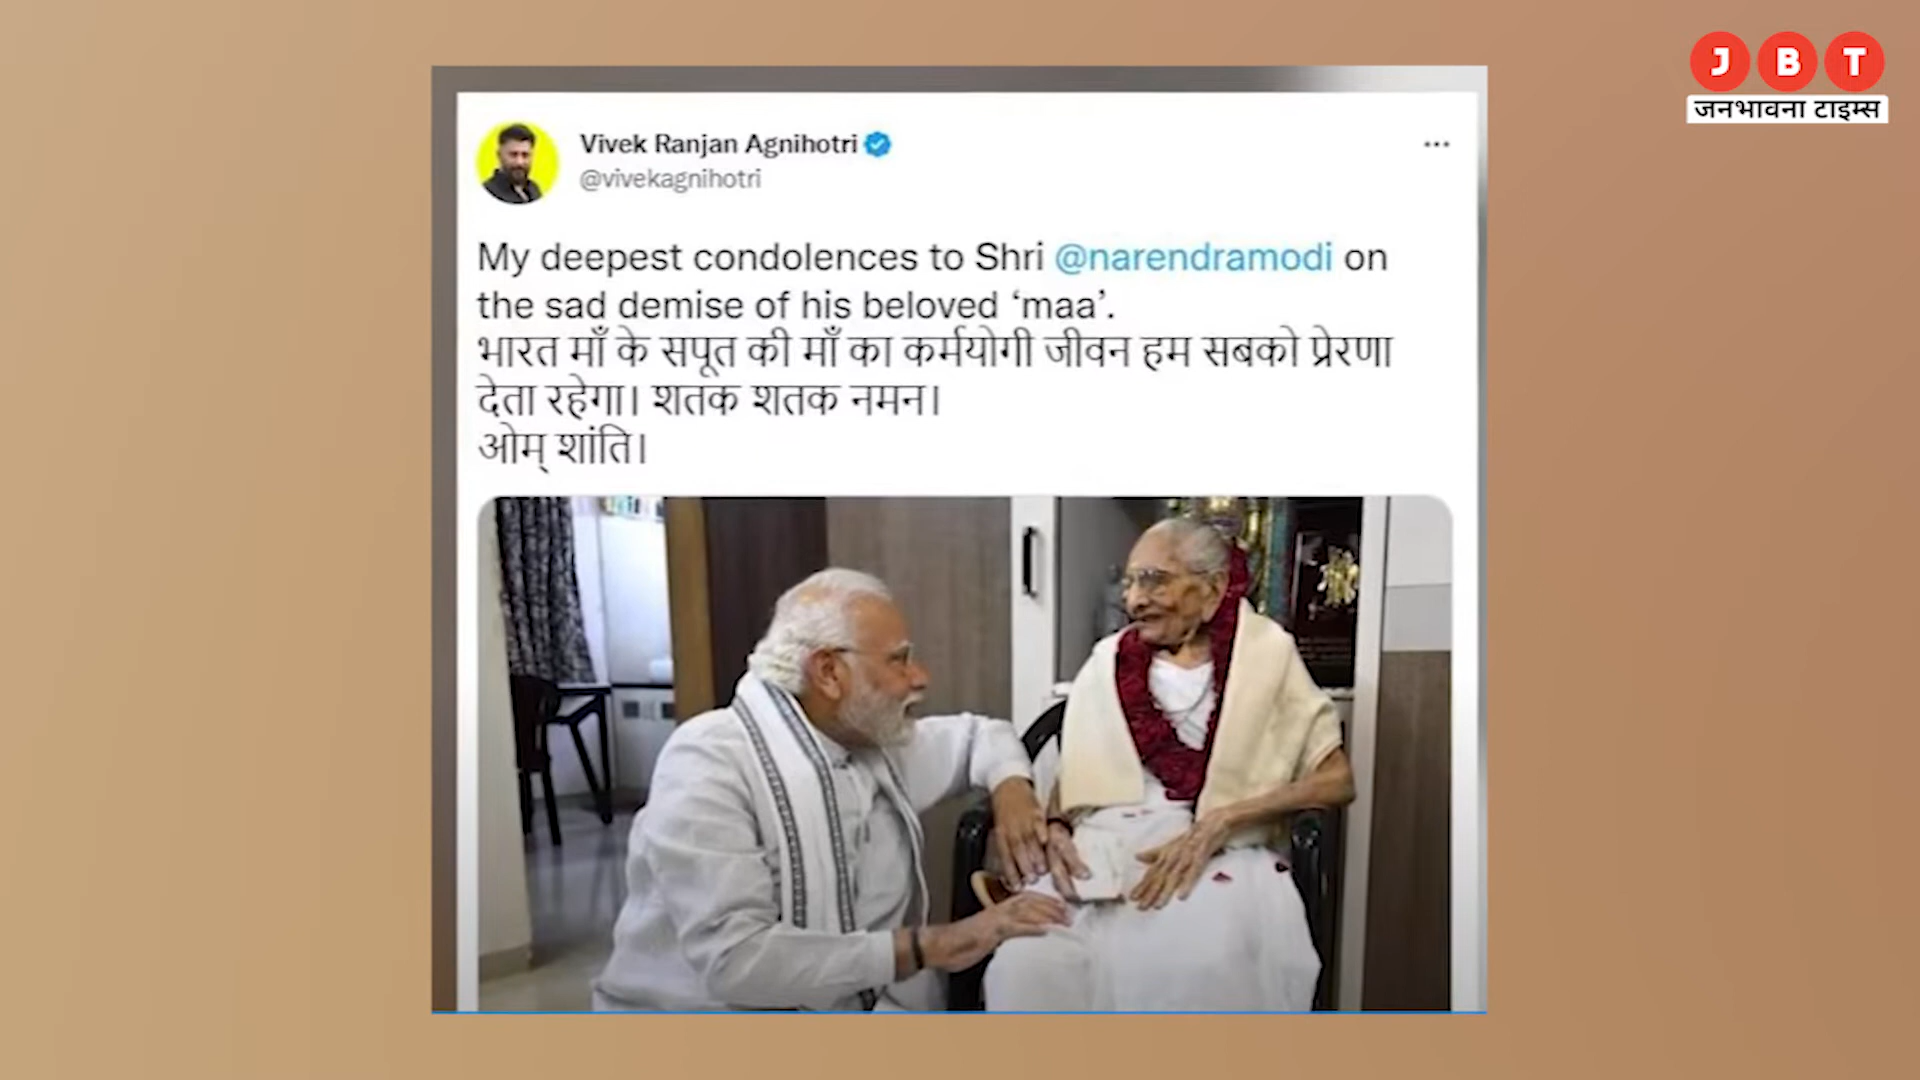 J B T
जनभावना टाइम्स
Vivek Ranjan Agnihotri
@vivekagnihotri
My deepest condolences to Shri @narendramodi on
the sad demise of his beloved ‘maa’.
भारत माँ के सपूत की माँ का कर्मयोगी जीवन हम सबको प्रेरणा
देता रहेगा। शतक शतक नमन।
ओम् शांति।